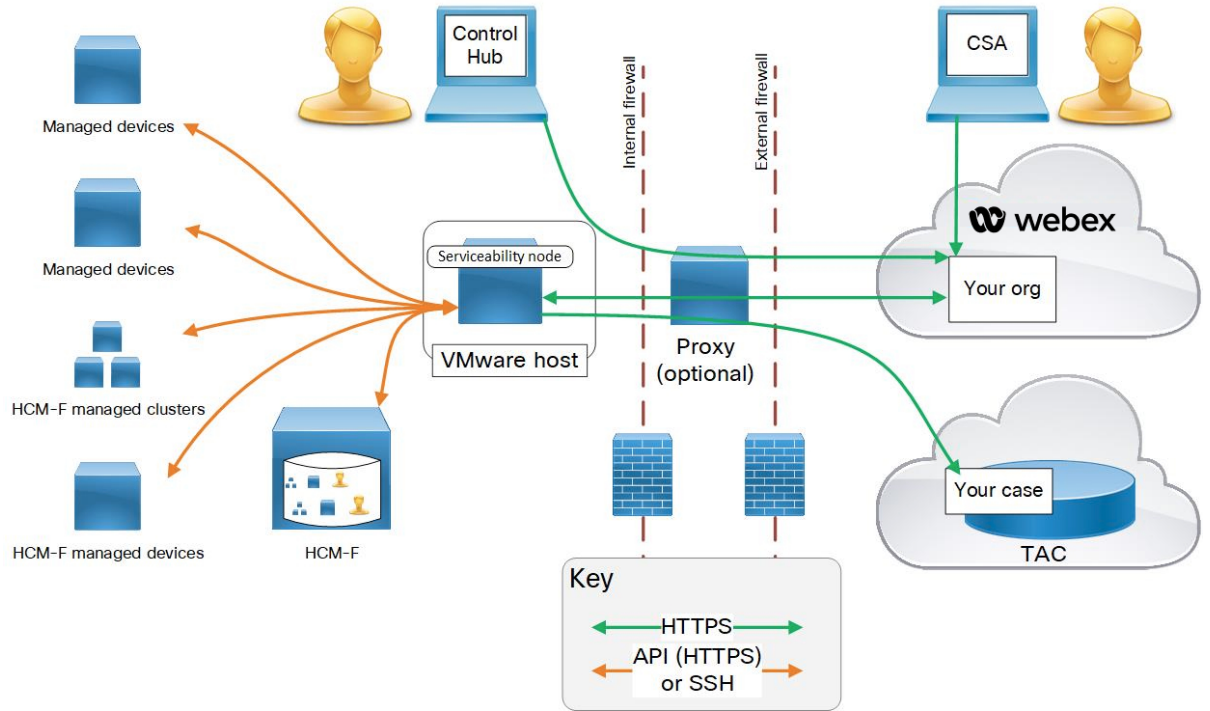 Control
Hub
CSA
Internal firewall
External firewall
Managed devices
Managed devices
HCM-F managed clusters
HCM-F managed devices
HCM-F
Serviceability node
VMware host
Proxy
(optional)
webex
Your org
Your case
TAC
Key
HTTPS
API (HTTPS)
or SSH